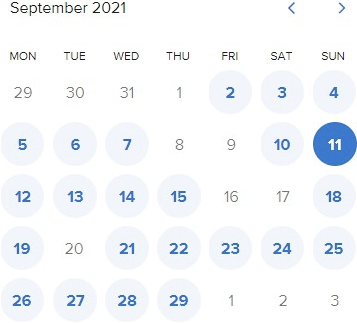 September 2021
MON TUE WED THU FRI SAT SUN
29 30 31 1 2 3 4
5 6 7 8 9 10 11
12 13 14 15 16 17 18
19 20 21 22 23 24 25
26 27 28 29 1 2 3